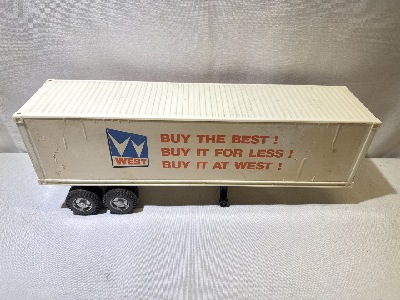 WEST
BUY THE BEST !
BUY IT FOR LESS !
BUY IT AT WEST !